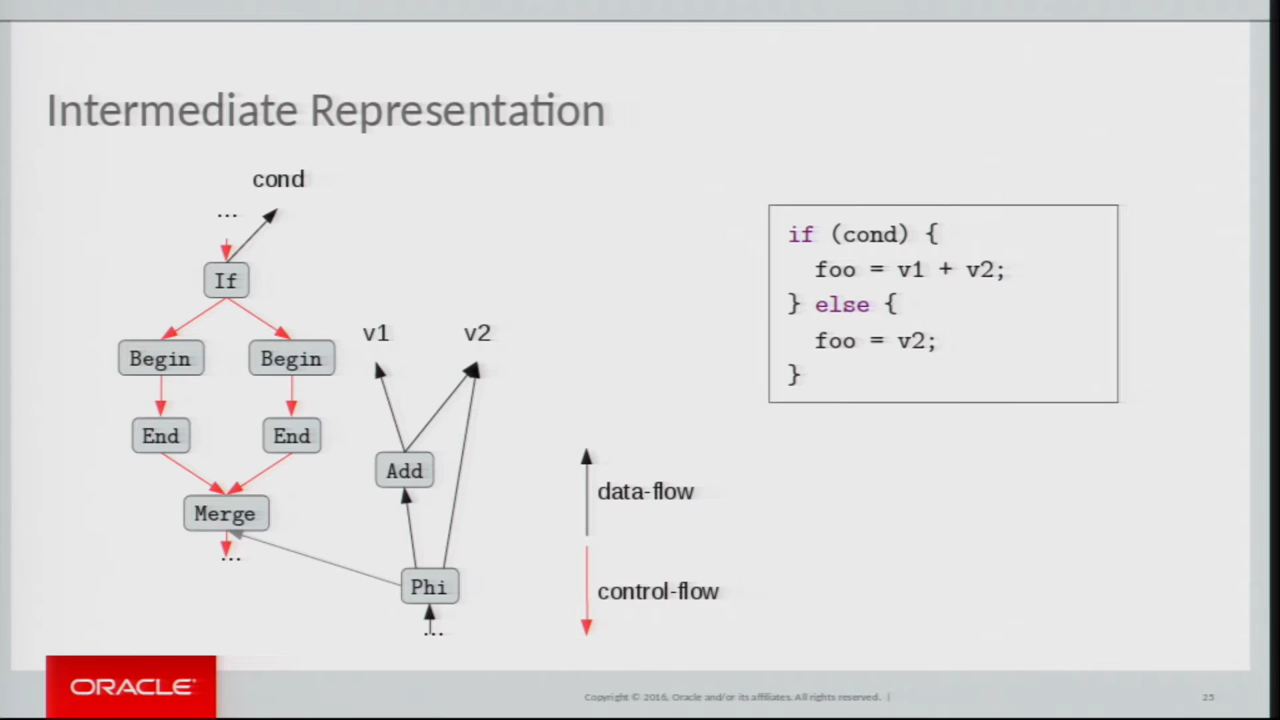 Intermediate Representation
cond
...
If
Begin
Begin
v1
v2
End
End
Add
Merge
...
Phi
...
data-flow
control-flow
if (cond) {
  foo = v1 + v2;
} else {
  foo = v2;
}
ORACLE
Copyright © 2016, Oracle and/or its affiliates. All rights reserved. |
25